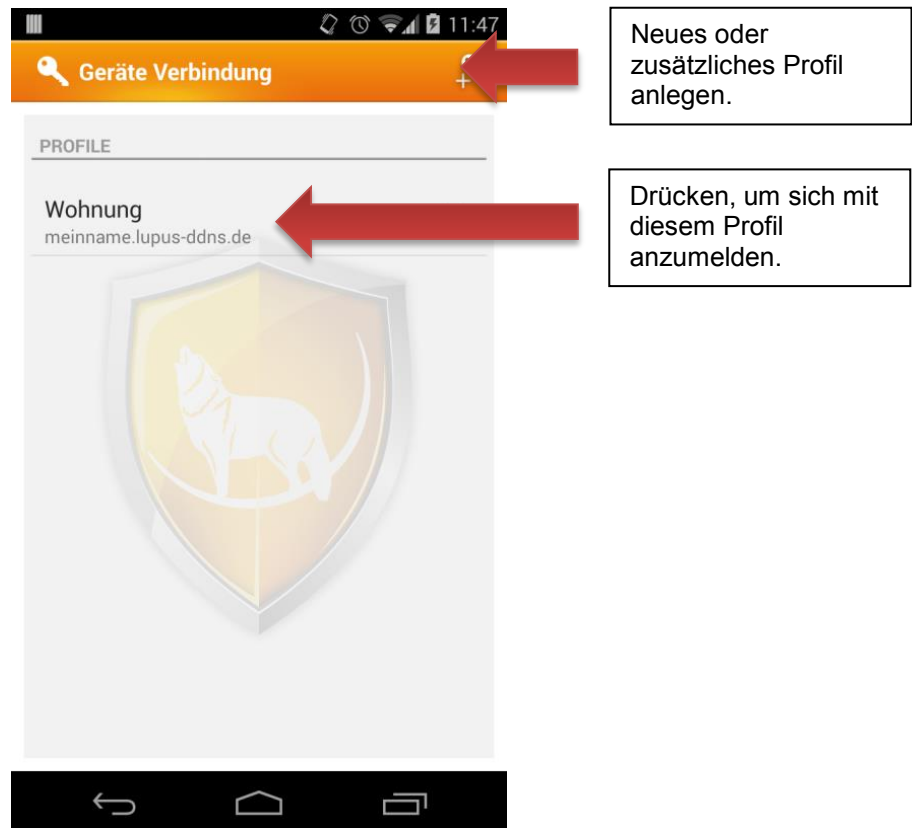 11:47
Geräte Verbindung
Neues oder
zusätzliches Profil
anlegen.
PROFILE
Wohnung
meinname.lupus-ddns.de
Drücken, um sich mit
diesem Profil
anzumelden.